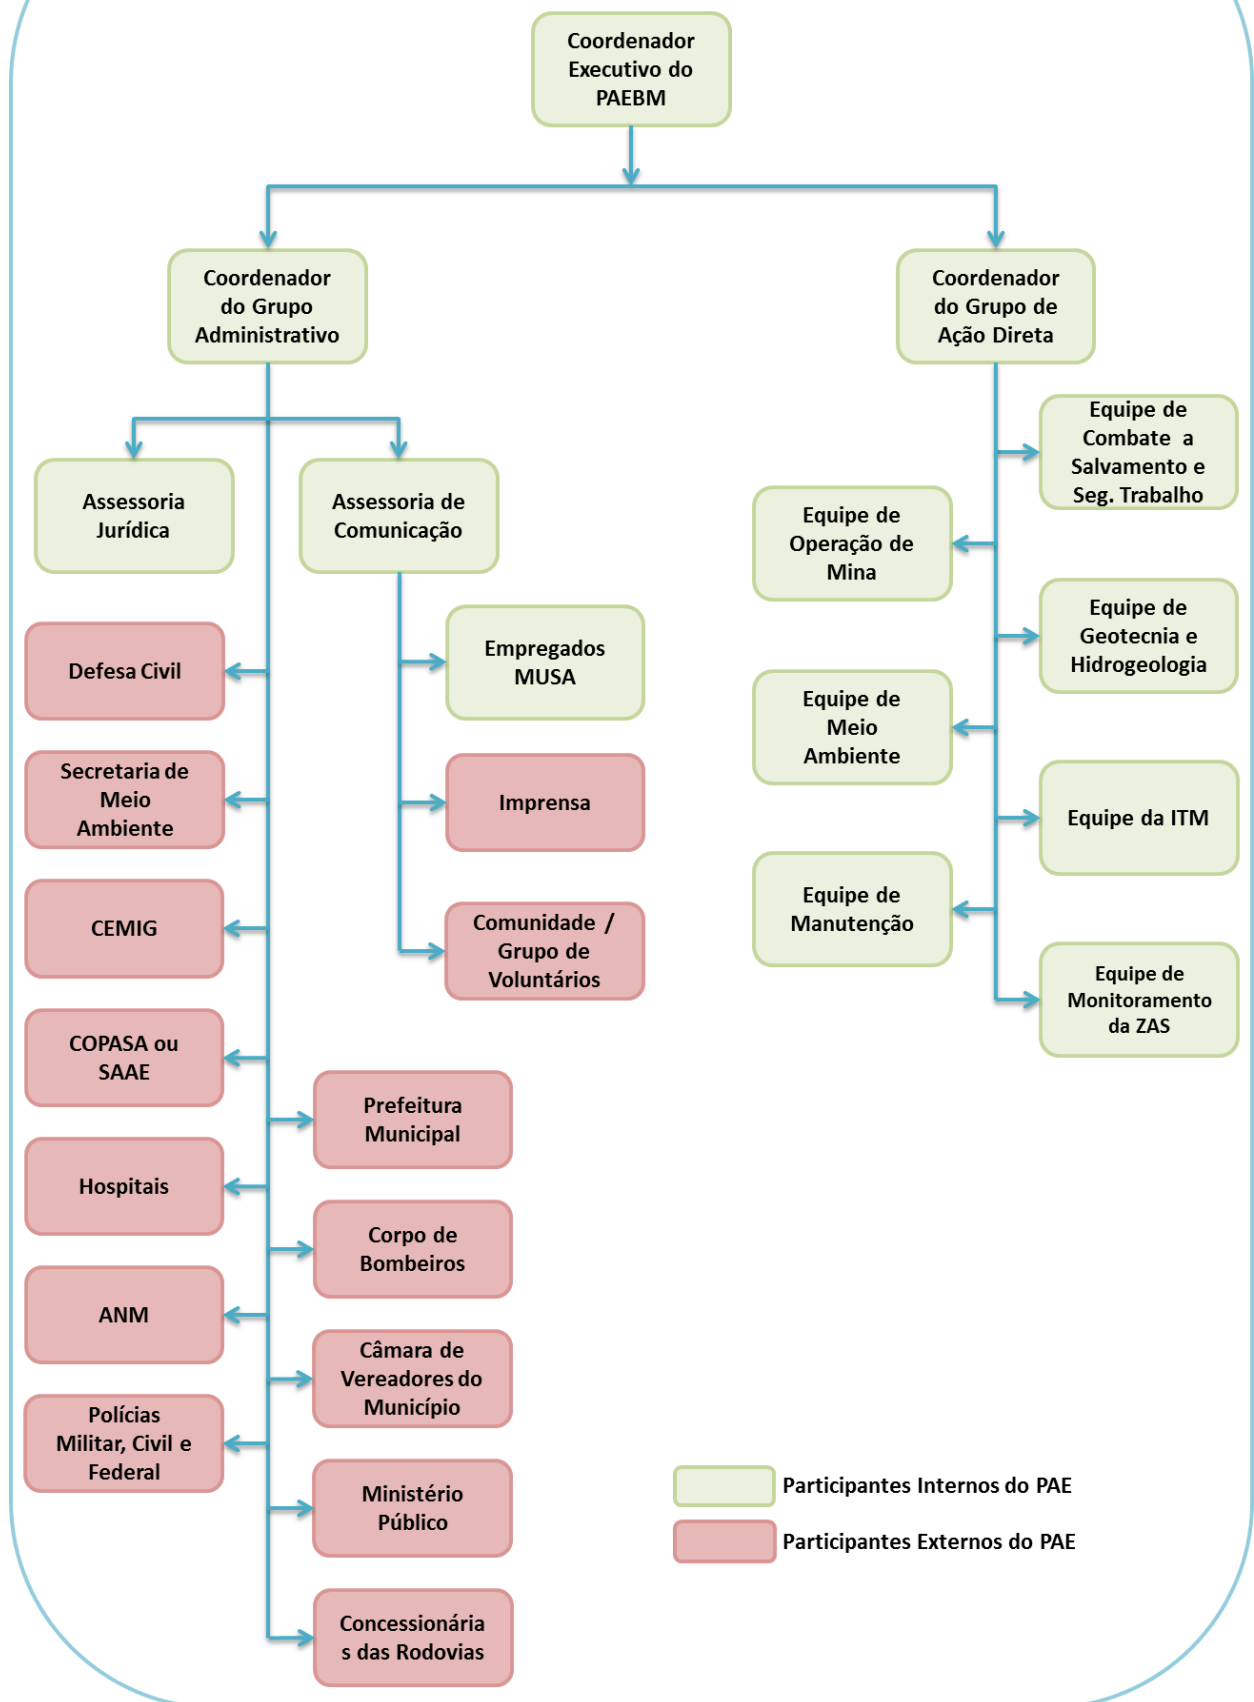 Coordenador
Executivo do
PAEBM
Coordenador
do Grupo
Administrativo
Coordenador
do Grupo de
Ação Direta
Assessoria
Jurídica
Assessoria de
Comunicação
Empregados
MUSA
Imprensa
Comunidade /
Grupo de
Voluntários
Defesa Civil
Secretaria de
Meio
Ambiente
CEMIG
COPASA ou
SAAE
Hospitais
ANM
Polícias
Militar, Civil e
Federal
Prefeitura
Municipal
Corpo de
Bombeiros
Câmara de
Vereadores do
Município
Ministério
Público
Concessionária
s das Rodovias
Equipe de
Combate a
Salvamento e
Seg. Trabalho
Equipe de
Operação de
Mina
Equipe de
Geotecnia e
Hidrogeologia
Equipe de
Meio
Ambiente
Equipe da ITM
Equipe de
Manutenção
Equipe de
Monitoramento
da ZAS
Participantes Internos do PAE
Participantes Externos do PAE